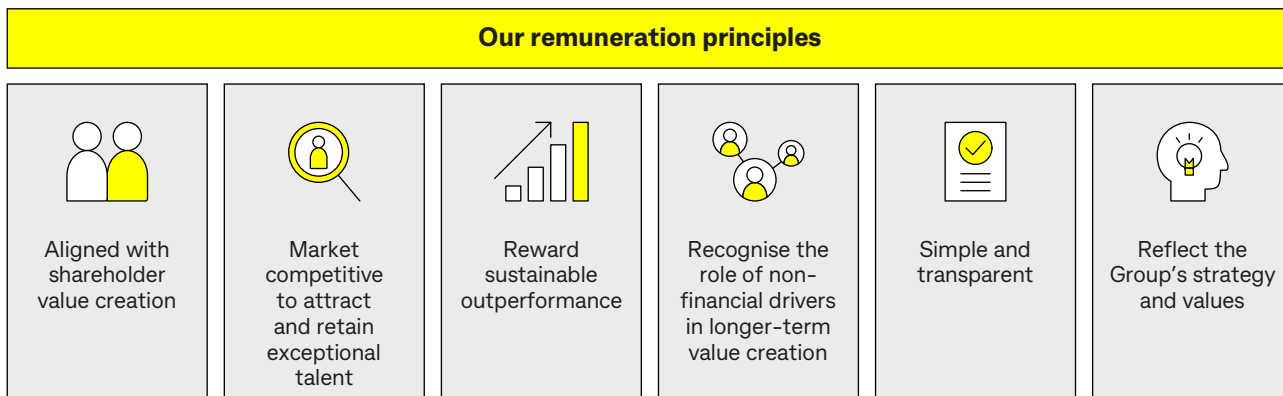 Our remuneration principles
Aligned with
shareholder
value creation
Market
competitive
to attract
and retain
exceptional
talent
Reward
sustainable
outperformance
Recognise the
role of non-
financial drivers
in longer-term
value creation
Simple and
transparent
Reflect the
Group’s strategy
and values